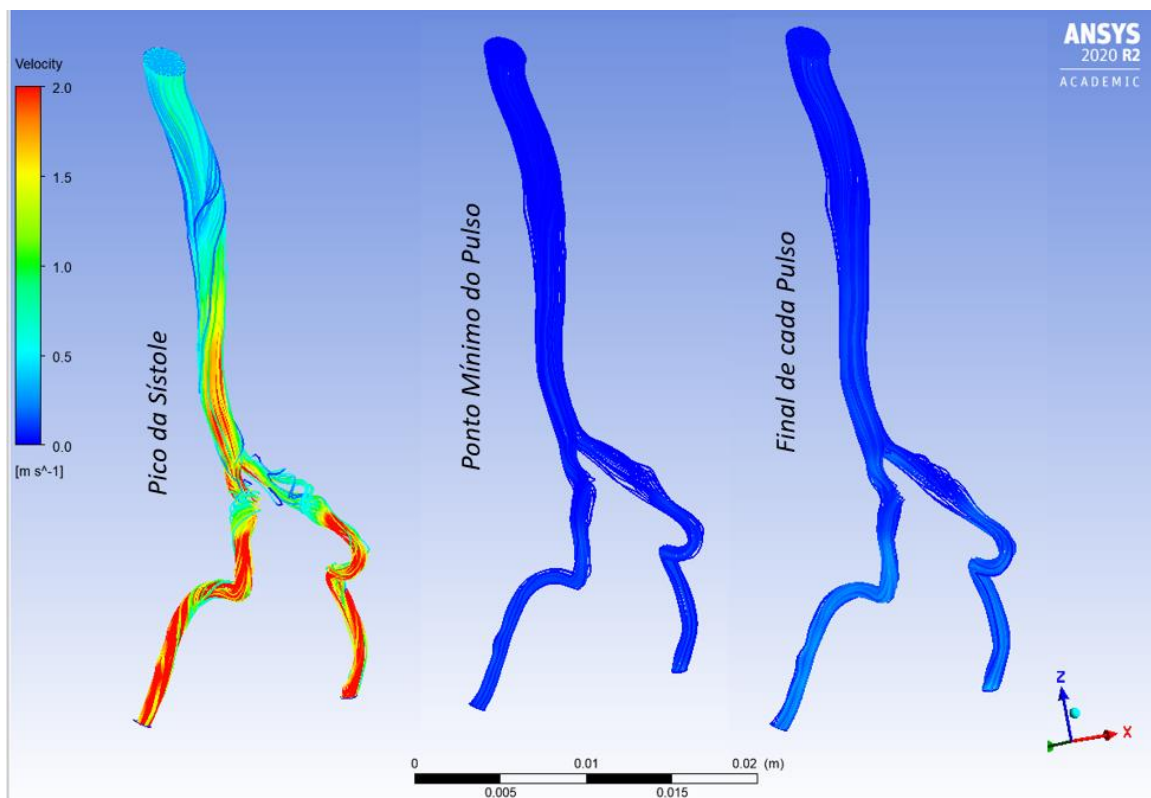 ANSYS
2020 R2
ACADEMIC
Velocity
2.0
1.5
1.0
0.5
0.0
[m s^-1]
Pico da Sístole
Ponto Mínimo do Pulso
Final de cada Pulso
Z
X
0
0.01
0.02 (m)
0.005
0.015